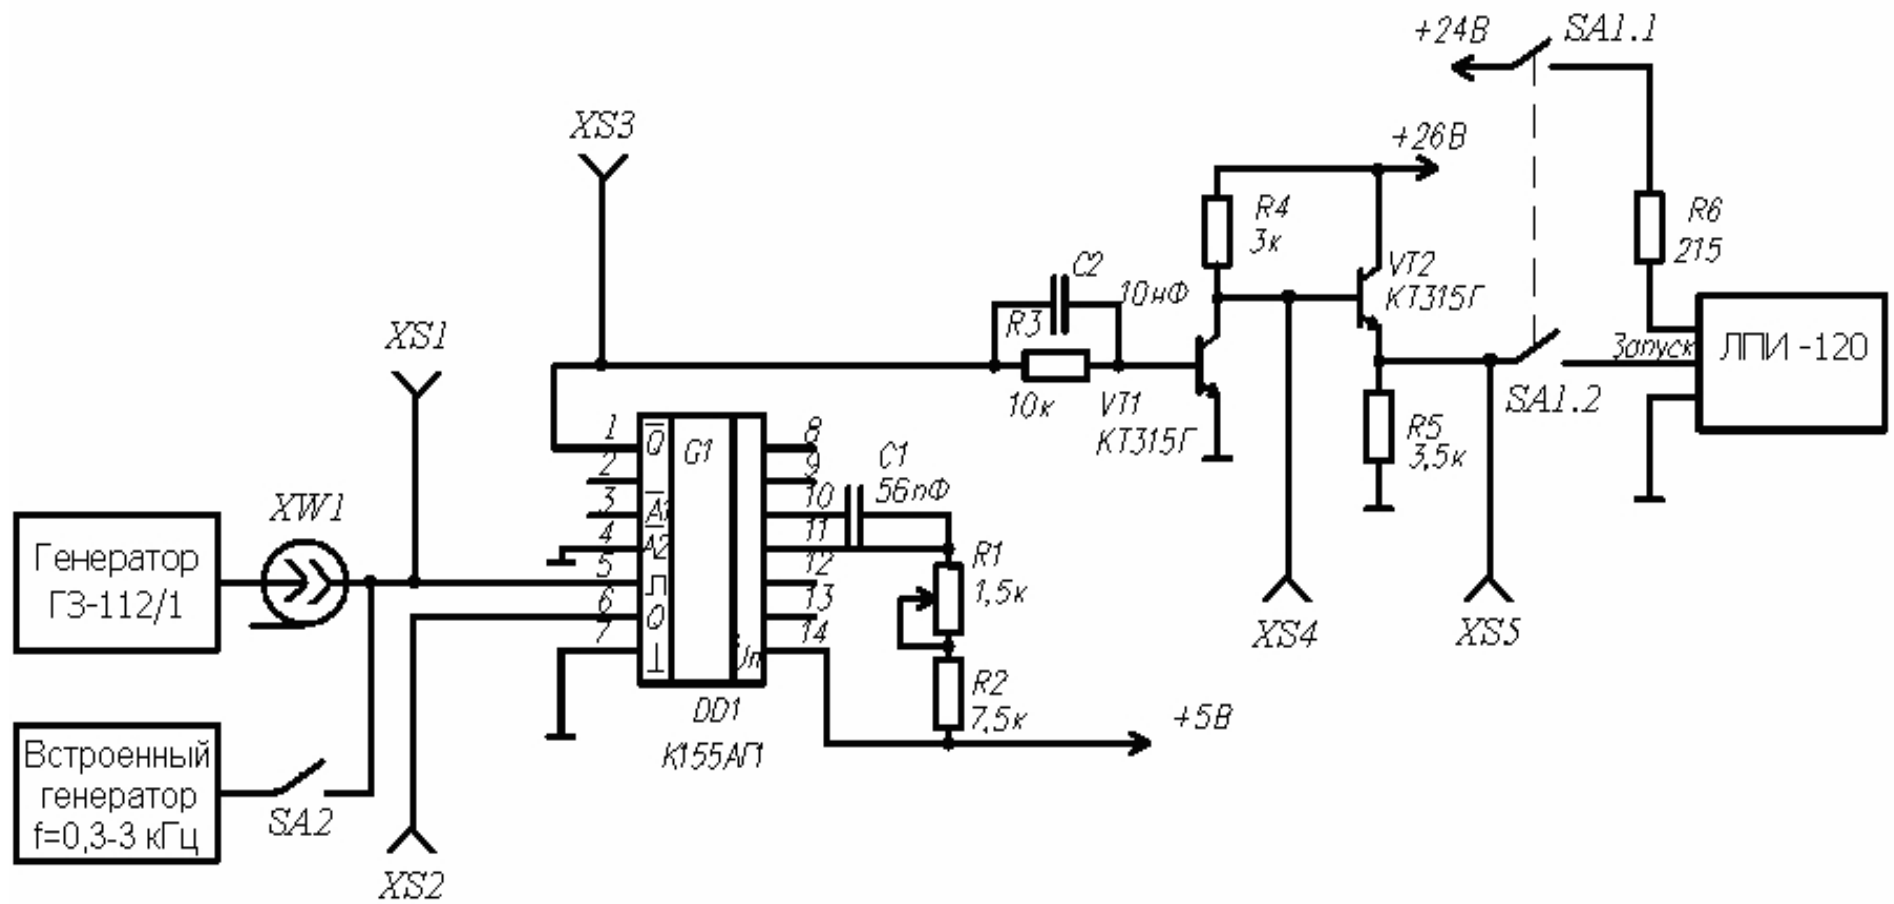 +24В
SA1.1
XS3
+26В
R4
3к
R6
215
C2
10нФ
VT2
КТ315Г
R3
XS1
Запуск
ЛПИ -120
10к
VT1
КТ315Г
SA1.2
R5
3,5к
1
Q
G1
8
2
9
C1
56пФ
3
A1
10
4
A2
11
XW1
Генератор
ГЗ-112/1
5
12
R1
1,5к
6
O
13
7
⊥
Uп
14
XS4
XS5
DD1
К155АГ1
R2
7,5к
+5В
Встроенный
генератор
f=0,3-3 кГц
SA2
XS2